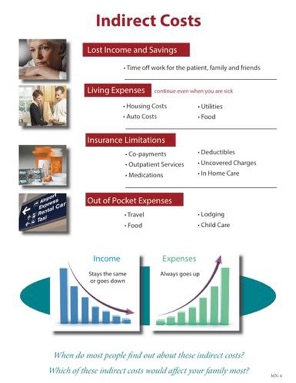 Indirect Costs
Lost Income and Savings
• Time off work for the patient, family and friends
Living Expenses continue even when you are sick
• Housing Costs
• Auto Costs
• Utilities
• Food
Insurance Limitations
• Co-payments
• Outpatient Services
• Medications
• Deductibles
• Uncovered Charges
• In Home Care
Airport
Express
Rental Car
Taxi
Out of Pocket Expenses
• Travel
• Food
• Lodging
• Child Care
Income
Stays the same
or goes down
Expenses
Always goes up
When do most people find out about these indirect costs?
Which of these indirect costs would affect your family most?